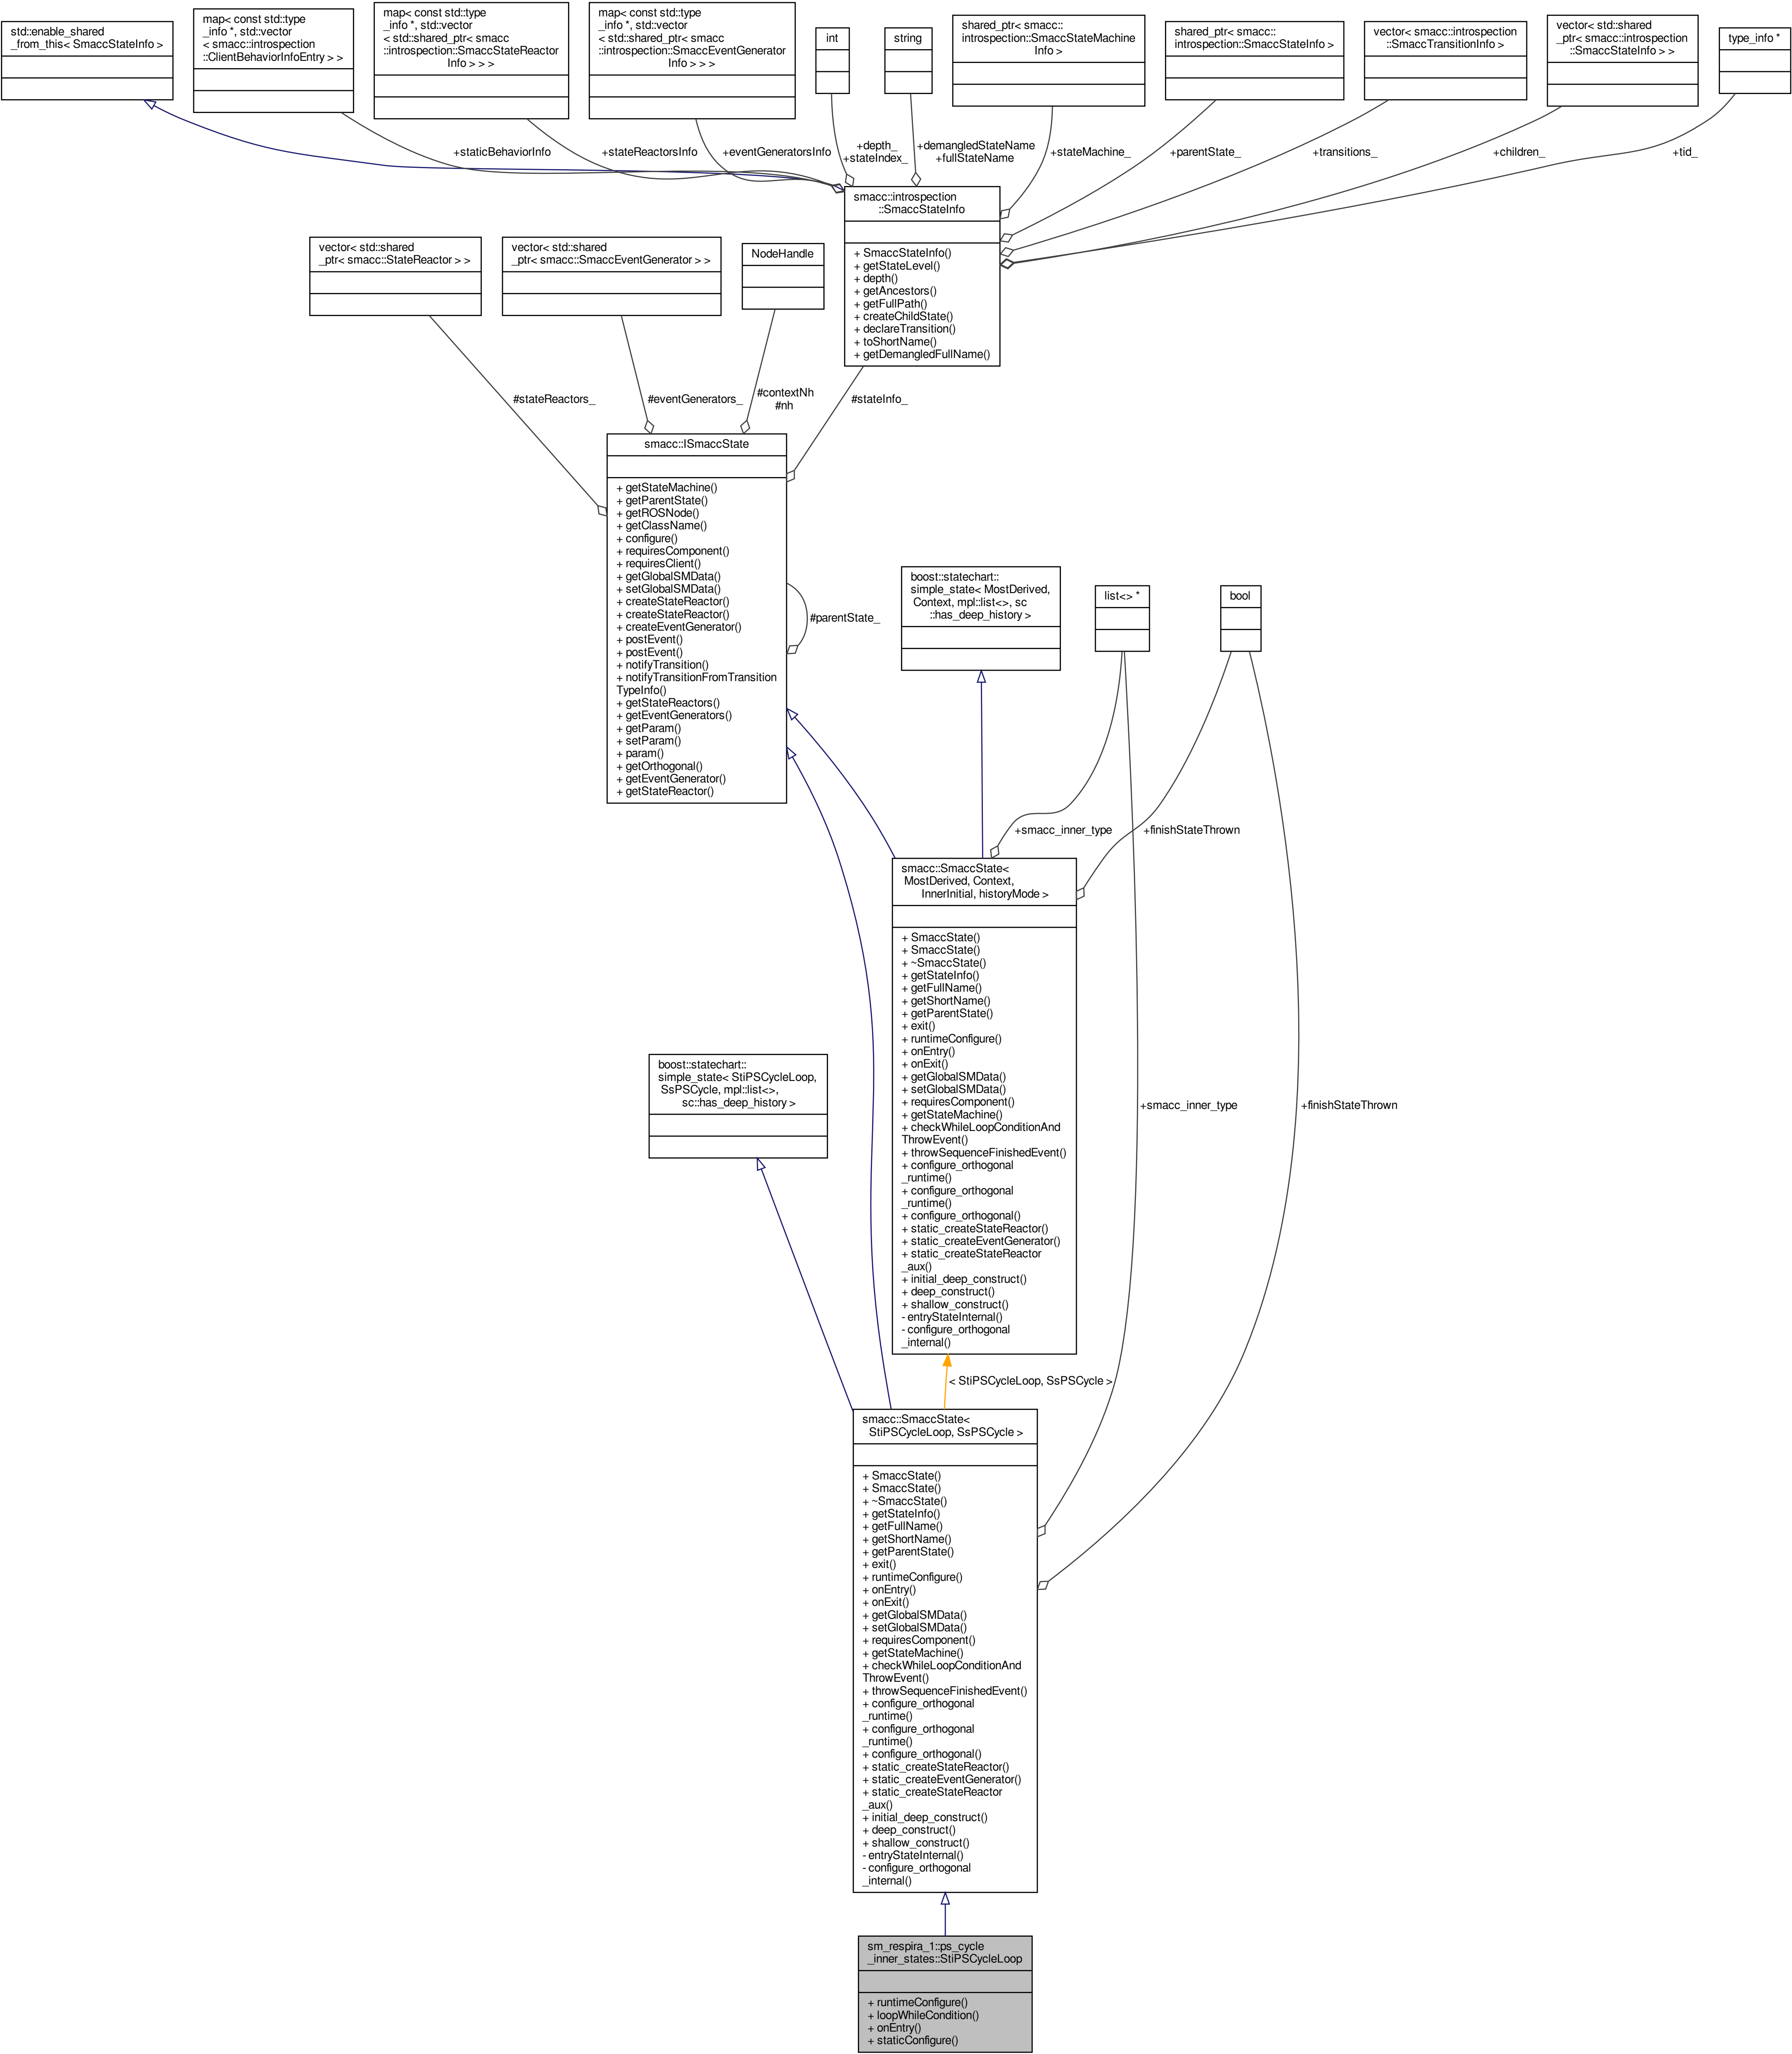 std::enable_shared
_from_this< SmaccStateInfo >
map< const std::type
_info *, std::vector
< smacc::introspection
::ClientBehaviorInfoEntry > >
map< const std::type
_info *, std::vector
< std::shared_ptr< smacc
::introspection::SmaccStateReactor
Info > > >
map< const std::type
_info *, std::vector
< std::shared_ptr< smacc
::introspection::SmaccEventGenerator
Info > > >
int
string
shared_ptr< smacc::
introspection::SmaccStateMachine
Info >
shared_ptr< smacc::
introspection::SmaccStateInfo >
vector< smacc::introspection
::SmaccTransitionInfo >
vector< std::shared
_ptr< smacc::introspection
::SmaccStateInfo > >
type_info *
+staticBehaviorInfo
+stateReactorsInfo
+eventGeneratorsInfo
+depth_
+stateIndex_
+demangledStateName
+fullStateName
+stateMachine_
+parentState_
+transitions_
+children_
+tid_
smacc::introspection
::SmaccStateInfo
+ SmaccStateInfo()
+ getStateLevel()
+ depth()
+ getAncestors()
+ getFullPath()
+ createChildState()
+ declareTransition()
+ toShortName()
+ getDemangledFullName()
vector< std::shared
_ptr< smacc::StateReactor > >
vector< std::shared
_ptr< smacc::SmaccEventGenerator > >
NodeHandle
#stateReactors_
#eventGenerators_
#contextNh
#nh
#stateInfo_
smacc::ISmaccState
+ getStateMachine()
+ getParentState()
+ getROSNode()
+ getClassName()
+ configure()
+ requiresComponent()
+ requiresClient()
+ getGlobalSMData()
+ setGlobalSMData()
+ createStateReactor()
+ createStateReactor()
+ createEventGenerator()
+ postEvent()
+ postEvent()
+ notifyTransition()
+ notifyTransitionFromTransition
TypeInfo()
+ getStateReactors()
+ getEventGenerators()
+ getParam()
+ setParam()
+ param()
+ getOrthogonal()
+ getEventGenerator()
+ getStateReactor()
#parentState_
boost::statechart::
simple_state< MostDerived,
Context, mpl::list<>, sc
::has_deep_history >
list<> *
bool
+smacc_inner_type
+finishStateThrown
smacc::SmaccState<
MostDerived, Context,
InnerInitial, historyMode >
+ SmaccState()
+ SmaccState()
+ ~SmaccState()
+ getStateInfo()
+ getFullName()
+ getShortName()
+ getParentState()
+ exit()
+ runtimeConfigure()
+ onEntry()
+ onExit()
+ getGlobalSMData()
+ setGlobalSMData()
+ requiresComponent()
+ getStateMachine()
+ checkWhileLoopConditionAnd
ThrowEvent()
+ throwSequenceFinishedEvent()
+ configure_orthogonal
_runtime()
+ configure_orthogonal
_runtime()
+ configure_orthogonal()
+ static_createStateReactor()
+ static_createEventGenerator()
+ static_createStateReactor
_aux()
+ initial_deep_construct()
+ deep_construct()
+ shallow_construct()
- entryStateInternal()
- configure_orthogonal
_internal()
boost::statechart::
simple_state< StiPSCycleLoop,
SsPSCycle, mpl::list<>,
sc::has_deep_history >
+smacc_inner_type
+finishStateThrown
< StiPSCycleLoop, SsPSCycle >
smacc::SmaccState<
StiPSCycleLoop, SsPSCycle >
+ SmaccState()
+ SmaccState()
+ ~SmaccState()
+ getStateInfo()
+ getFullName()
+ getShortName()
+ getParentState()
+ exit()
+ runtimeConfigure()
+ onEntry()
+ onExit()
+ getGlobalSMData()
+ setGlobalSMData()
+ requiresComponent()
+ getStateMachine()
+ checkWhileLoopConditionAnd
ThrowEvent()
+ throwSequenceFinishedEvent()
+ configure_orthogonal
_runtime()
+ configure_orthogonal
_runtime()
+ configure_orthogonal()
+ static_createStateReactor()
+ static_createEventGenerator()
+ static_createStateReactor
_aux()
+ initial_deep_construct()
+ deep_construct()
+ shallow_construct()
- entryStateInternal()
- configure_orthogonal
_internal()
sm_respira_1::ps_cycle
_inner_states::StiPSCycleLoop
+ runtimeConfigure()
+ loopWhileCondition()
+ onEntry()
+ staticConfigure()